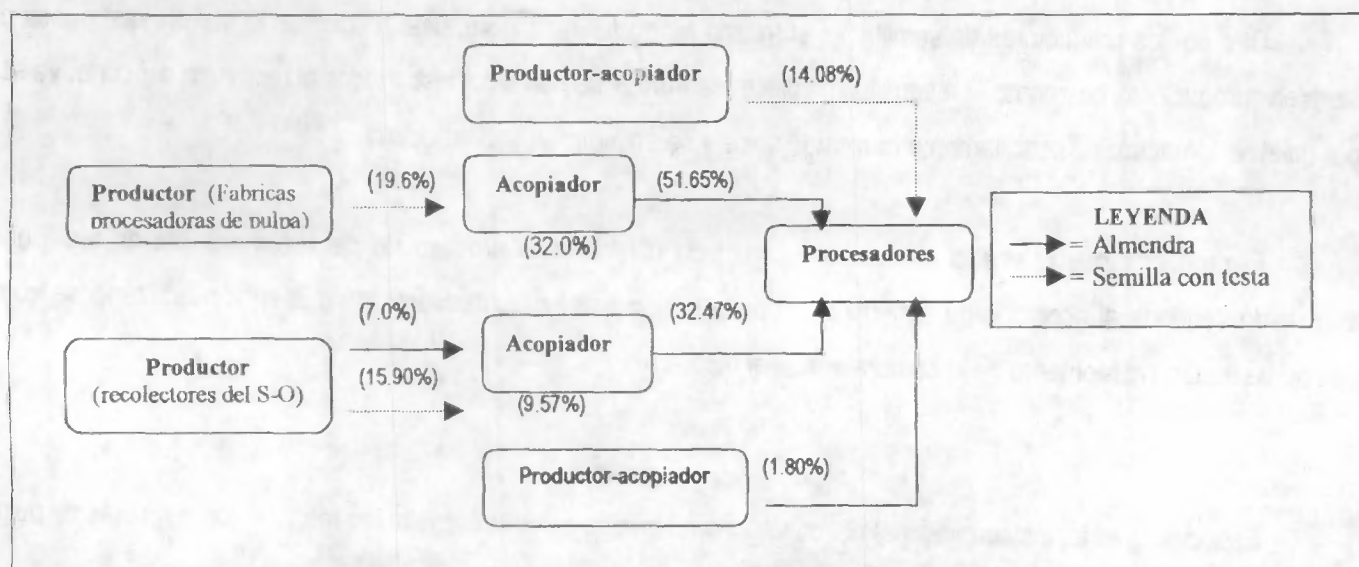 Productor-acopiador
(14.08%)
Productor (Fabricas
procesadoras de pulpa)
(19.6%)
Acopiador
(32.0%)
(51.65%)
Procesadores
LEYENDA
= Almendra
= Semilla con testa
Productor
(recolectores del S-O)
(7.0%)
(15.90%)
Acopiador
(9.57%)
(32.47%)
Productor-acopiador
(1.80%)